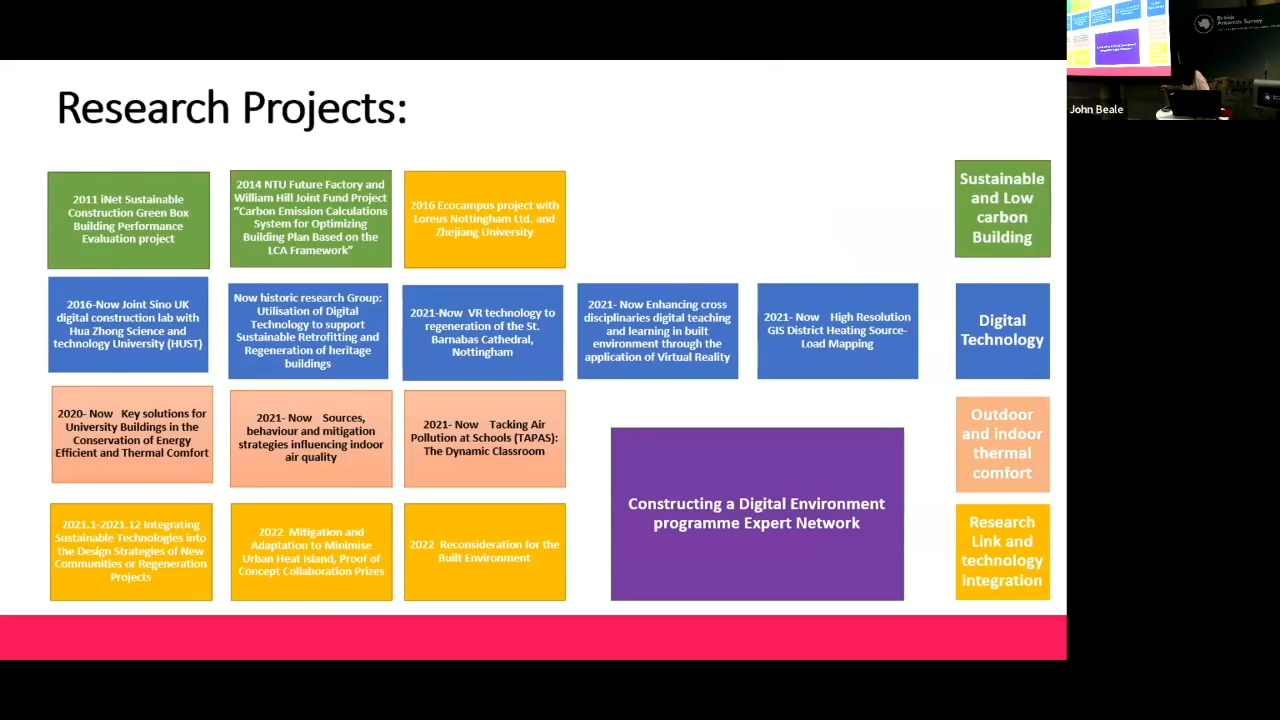 Research Projects:
2011 iNet Sustainable
Construction Green Box
Building Performance
Evaluation project
2014 NTU Future Factory and
William Hill Joint Fund Project
“Carbon Emission Calculations
System for Optimizing
Building Plan Based on the
LCA Framework”
2016 Ecocampus project with
Loreus Nottingham Ltd. and
Zhejiang University
Sustainable
and Low
carbon
Building
2016-Now Joint Sino UK
digital construction lab with
Hua Zhong Science and
technology University (HUST)
Now historic research Group:
Utilisation of Digital
Technology to support
Sustainable Retrofitting and
Regeneration of heritage
buildings
2021-Now VR technology to
regeneration of the St.
Barnabas Cathedral,
Nottingham
2021- Now Enhancing cross
disciplinaries digital teaching
and learning in built
environment through the
application of Virtual Reality
2021- Now High Resolution
GIS District Heating Source-
Load Mapping
Digital
Technology
2020- Now Key solutions for
University Buildings in the
Conservation of Energy
Efficient and Thermal Comfort
2021- Now Sources,
behaviour and mitigation
strategies influencing indoor
air quality
2021- Now Tacking Air
Pollution at Schools (TAPAS):
The Dynamic Classroom
Outdoor
and indoor
thermal
comfort
2021.1-2021.12 Integrating
Sustainable Technologies into
the Design Strategies of New
Communities or Regeneration
Projects
2022 Mitigation and
Adaptation to Minimise
Urban Heat Island, Proof of
Concept Collaboration Prizes
2022 Reconsideration for the
Built Environment
Constructing a Digital Environment
programme Expert Network
Research
Link and
technology
integration
British
Antarctic Survey
John Beale